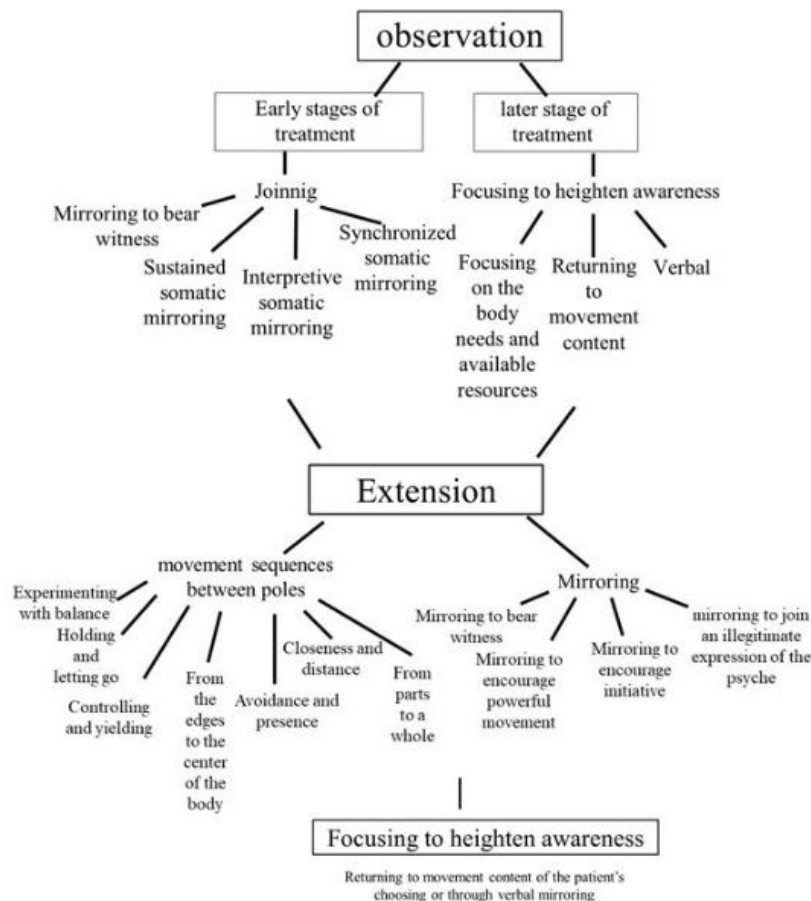 observation
Early stages of
treatment
later stage of
treatment
Joinnig
Mirroring to bear
witness
Sustained
somatic
mirroring
Interpretive
somatic
mirroring
Synchronized
somatic
mirroring
Focusing to heighten awareness
Focusing
on the
body
needs and
available
resources
Returning
to
movement
content
Verbal
Extension
movement sequences
between poles
Experimenting
with balance
Holding
and
letting go
Controlling
and yielding
From
the
edges
to the
center
of the
body
Avoidance and
presence
Closeness and
distance
From
parts
to a
whole
Mirroring
Mirroring to bear
witness
Mirroring to
encourage
powerful
movement
Mirroring to
encourage
initiative
mirroring to join
an illegitimate
expression of the
psyche
Focusing to heighten awareness
Returning to movement content of the patient's
choosing or through verbal mirroring